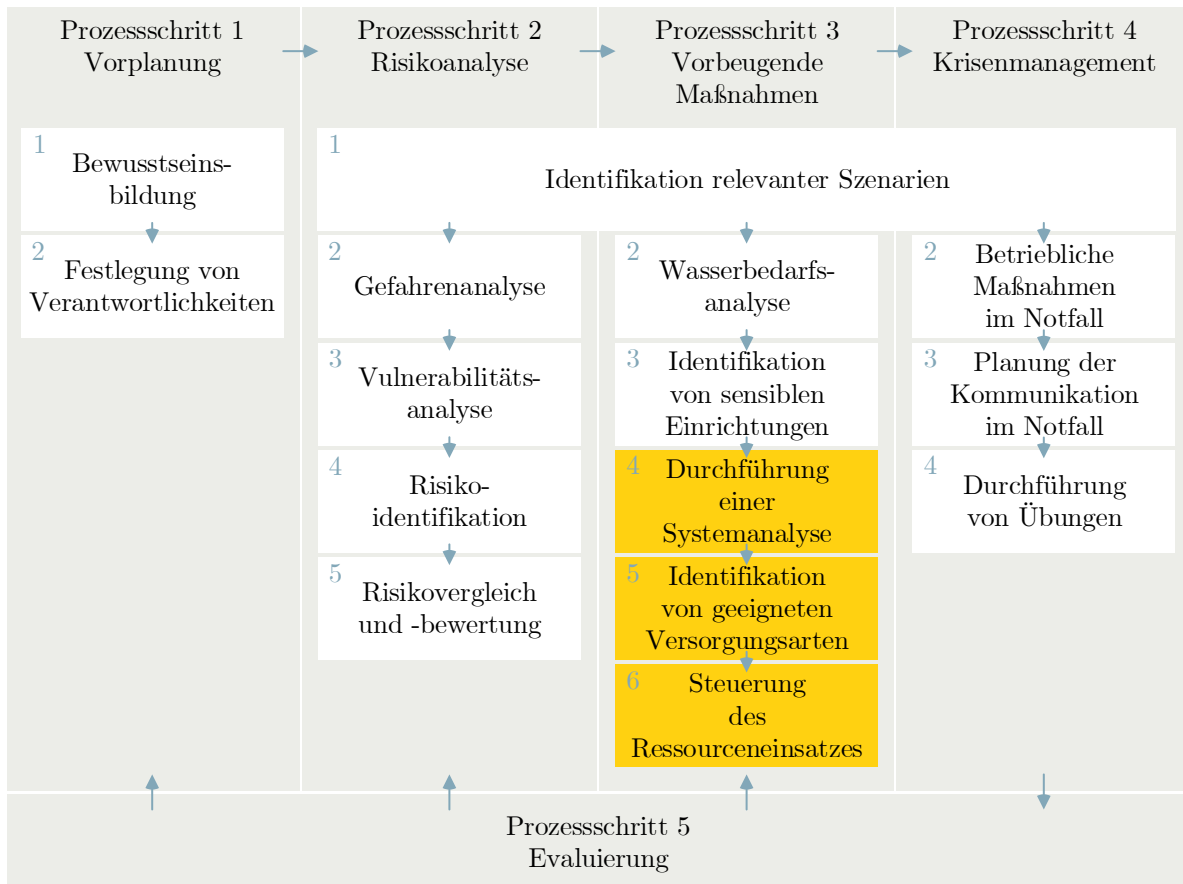 Prozessschritt 1
Vorplanung
Prozessschritt 2
Risikoanalyse
Prozessschritt 3
Vorbeugende
Maßnahmen
Prozessschritt 4
Krisenmanagement
1
Bewusstseins-
bildung
2
Festlegung von
Verantwortlichkeiten
1
Identifikation relevanter Szenarien
2
Gefahrenanalyse
3
Vulnerabilitäts-
analyse
4
Risiko-
identifikation
5
Risikovergleich
und -bewertung
2
Wasserbedarfs-
analyse
3
Identifikation
von sensiblen
Einrichtungen
4
Durchführung
einer
Systemanalyse
5
Identifikation
von geeigneten
Versorgungsarten
6
Steuerung
des
Ressourceneinsatzes
2
Betriebliche
Maßnahmen
im Notfall
3
Planung der
Kommunikation
im Notfall
4
Durchführung
von Übungen
Prozessschritt 5
Evaluierung